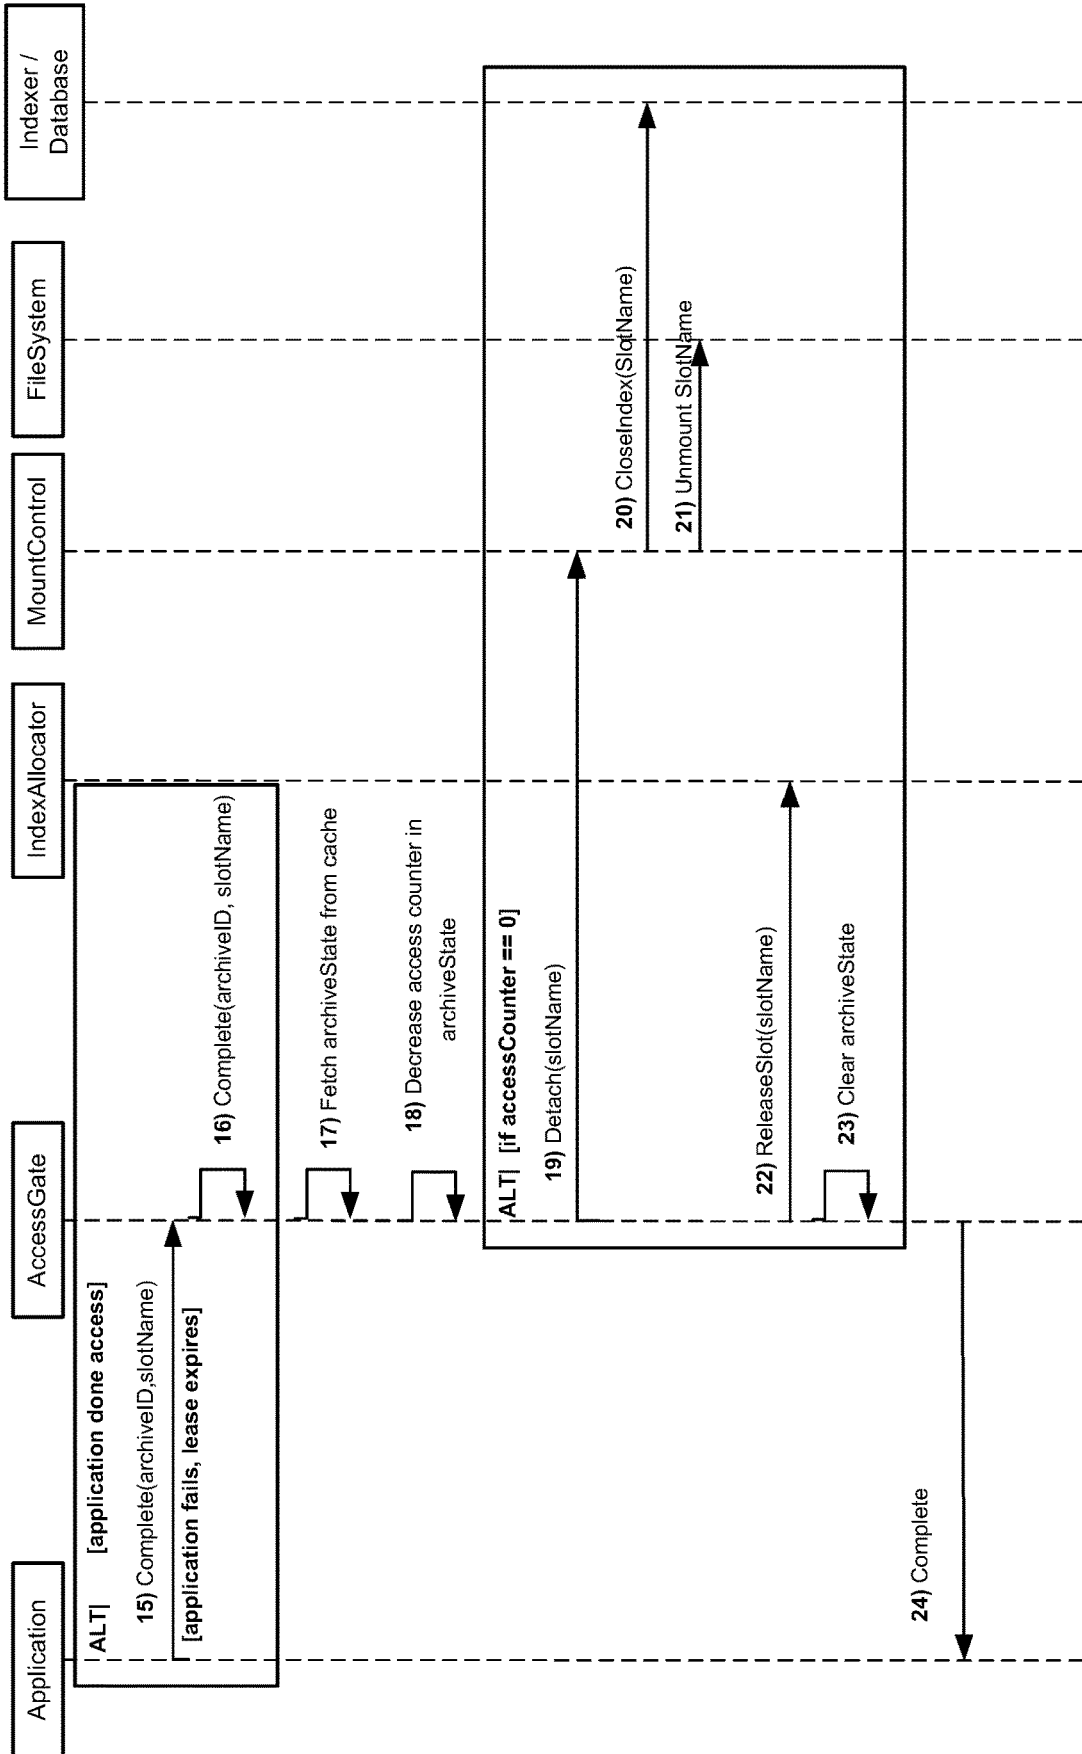 Application
AccessGate
IndexAllocator
MountControl
FileSystem
Indexer /
Database
ALT| [application done access]
15) Complete(archiveID,slotName)
[application fails, lease expires]
16) Complete(archiveID, slotName)
17) Fetch archiveState from cache
18) Decrease access counter in
archiveState
ALT| [if accessCounter == 0]
19) Detach(slotName)
20) CloseIndex(SlotName)
21) Unmount SlotName
22) ReleaseSlot(slotName)
23) Clear archiveState
24) Complete